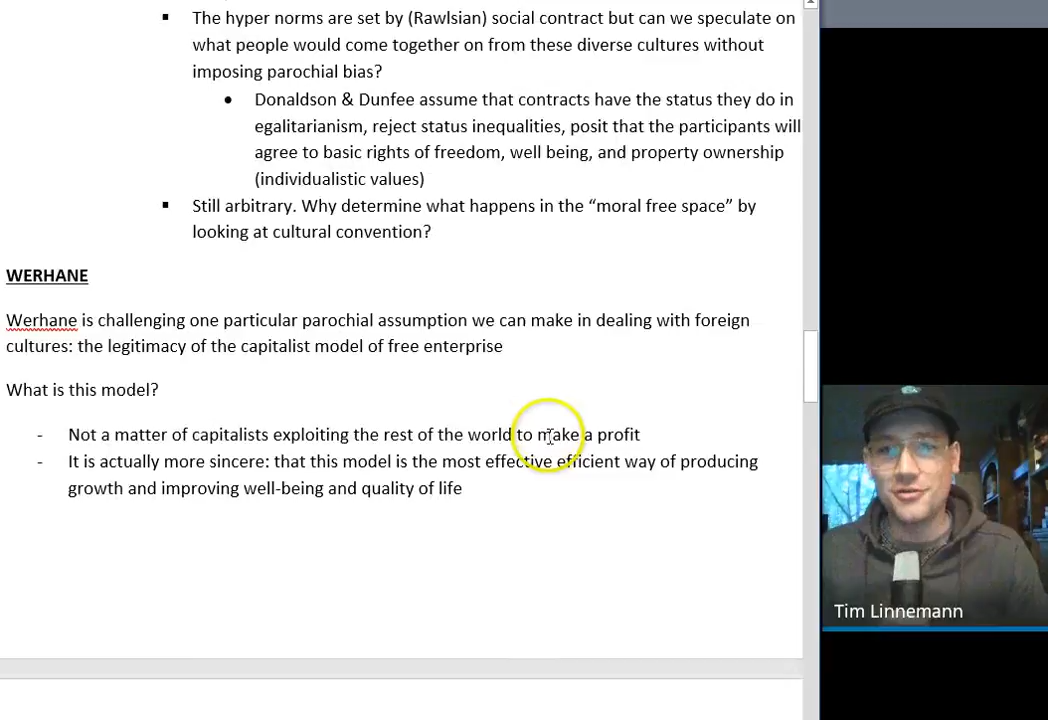 The hyper norms are set by (Rawlsian) social contract but can we speculate on
what people would come together on from these diverse cultures without
imposing parochial bias?
Donaldson & Dunfee assume that contracts have the status they do in
egalitarianism, reject status inequalities, posit that the participants will
agree to basic rights of freedom, well being, and property ownership
(individualistic values)
Still arbitrary. Why determine what happens in the “moral free space” by
looking at cultural convention?
WERHANE
Werhane is challenging one particular parochial assumption we can make in dealing with foreign
cultures: the legitimacy of the capitalist model of free enterprise
What is this model?
- Not a matter of capitalists exploiting the rest of the world to make a profit
- It is actually more sincere: that this model is the most effective efficient way of producing
growth and improving well-being and quality of life
Tim Linnemann